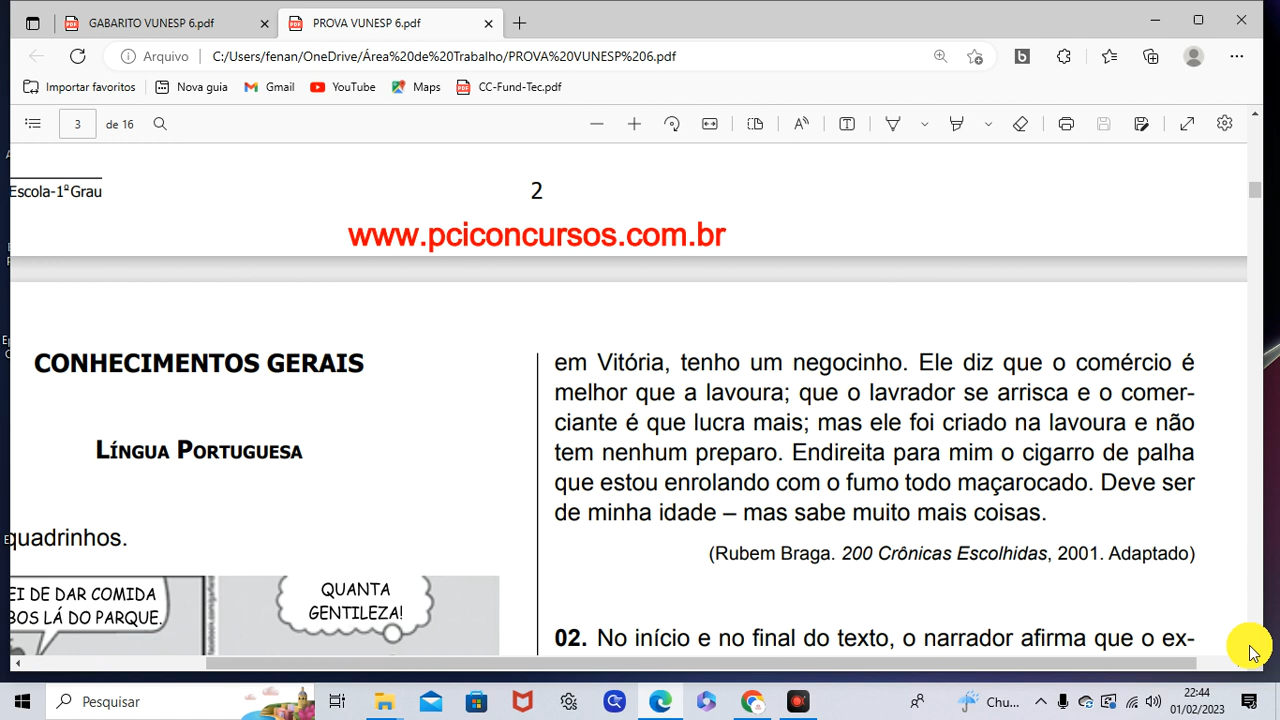 GABARITO VUNESP 6.pdf
PROVA VUNESP 6.pdf
Arquivo
C:/Users/fenan/OneDrive/Área%20de%20Trabalho/PROVA%20VUNESP%206.pdf
Importar favoritos
Nova guia
Gmail
YouTube
Maps
CC-Fund-Tec.pdf
3
de 16
Escola-1º Grau
2
www.pciconcursos.com.br
CONHECIMENTOS GERAIS
LÍNGUA PORTUGUESA
quadrinhos.
EI DE DAR COMIDA
BOS LÁ DO PARQUE.
QUANTA
GENTILEZA!
em Vitória, tenho um negocinho. Ele diz que o comércio é
melhor que a lavoura; que o lavrador se arrisca e o comer-
ciante é que lucra mais; mas ele foi criado na lavoura e não
tem nenhum preparo. Endireita para mim o cigarro de palha
que estou enrolando com o fumo todo maçarocado. Deve ser
de minha idade – mas sabe muito mais coisas.
(Rubem Braga. 200 Crônicas Escolhidas, 2001. Adaptado)
02. No início e no final do texto, o narrador afirma que o ex-
Pesquisar
Chu...
22:44
01/02/2023